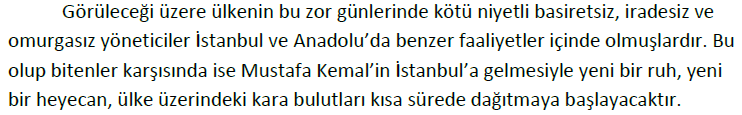 Görüleceği üzere ülkenin bu zor günlerinde kötü niyetli basiretsiz, iradesiz ve
omurgasız yöneticiler İstanbul ve Anadolu’da benzer faaliyetler içinde olmuşlardır. Bu
olup bitenler karşısında ise Mustafa Kemal’in İstanbul’a gelmesiyle yeni bir ruh, yeni
bir heyecan, ülke üzerindeki kara bulutları kısa sürede dağıtmaya başlayacaktır.